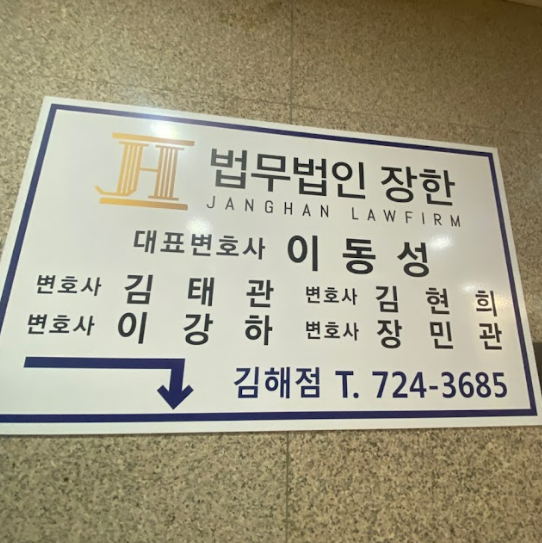 JH 법무법인 장한
JANGHAN LAWFIRM
대표변호사 이동성
변호사 김태관 변호사 김현희
변호사 이강하 변호사 장민관
김해점 T. 724-3685